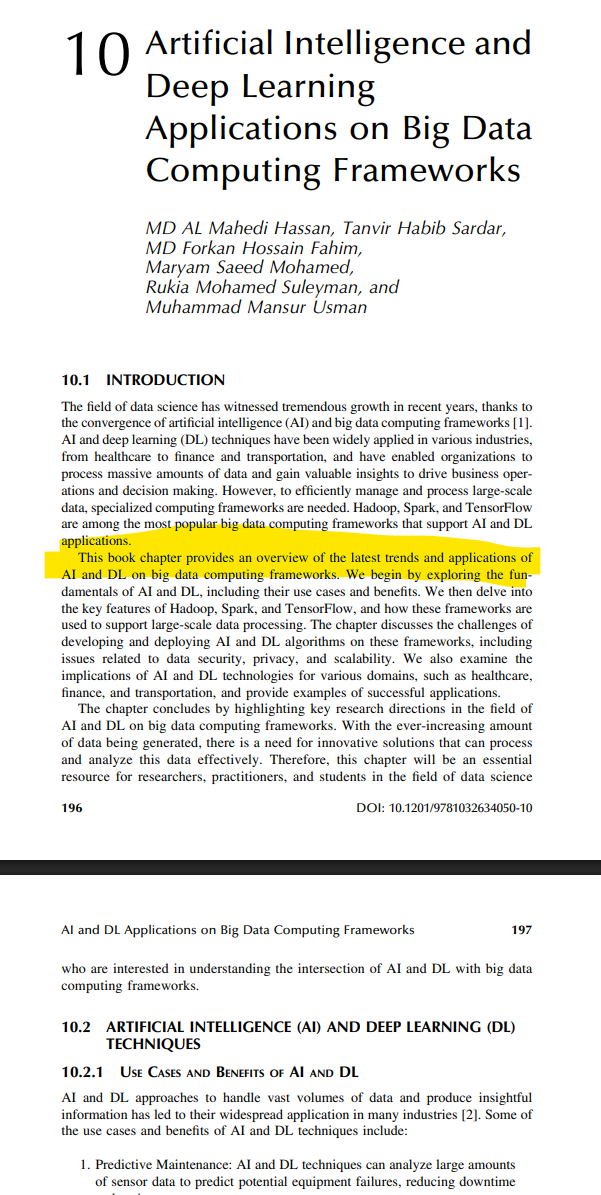 10 Artificial Intelligence and
Deep Learning
Applications on Big Data
Computing Frameworks
MD AL Mahedi Hassan, Tanvir Habib Sardar,
MD Forkan Hossain Fahim,
Maryam Saeed Mohamed,
Rukia Mohamed Suleyman, and
Muhammad Mansur Usman
10.1 INTRODUCTION
The field of data science has witnessed tremendous growth in recent years, thanks to
the convergence of artificial intelligence (AI) and big data computing frameworks [1].
AI and deep learning (DL) techniques have been widely applied in various industries,
from healthcare to finance and transportation, and have enabled organizations to
process massive amounts of data and gain valuable insights to drive business oper-
ations and decision making. However, to efficiently manage and process large-scale
data, specialized computing frameworks are needed. Hadoop, Spark, and TensorFlow
are among the most popular big data computing frameworks that support AI and DL
applications.
This book chapter provides an overview of the latest trends and applications of
AI and DL on big data computing frameworks. We begin by exploring the fun-
damentals of AI and DL, including their use cases and benefits. We then delve into
the key features of Hadoop, Spark, and TensorFlow, and how these frameworks are
used to support large-scale data processing. The chapter discusses the challenges of
developing and deploying AI and DL algorithms on these frameworks, including
issues related to data security, privacy, and scalability. We also examine the
implications of AI and DL technologies for various domains, such as healthcare,
finance, and transportation, and provide examples of successful applications.
The chapter concludes by highlighting key research directions in the field of
AI and DL on big data computing frameworks. With the ever-increasing amount
of data being generated, there is a need for innovative solutions that can process
and analyze this data effectively. Therefore, this chapter will be an essential
resource for researchers, practitioners, and students in the field of data science
196 DOI: 10.1201/9781032634050-10
AI and DL Applications on Big Data Computing Frameworks 197
who are interested in understanding the intersection of AI and DL with big data
computing frameworks.
10.2 ARTIFICIAL INTELLIGENCE (AI) AND DEEP LEARNING (DL)
TECHNIQUES
10.2.1 Use Cases and Benefits of AI and DL
AI and DL approaches to handle vast volumes of data and produce insightful
information has led to their widespread application in many industries [2]. Some of
the use cases and benefits of AI and DL techniques include:
1. Predictive Maintenance: AI and DL techniques can analyze large amounts
of sensor data to predict potential equipment failures, reducing downtime